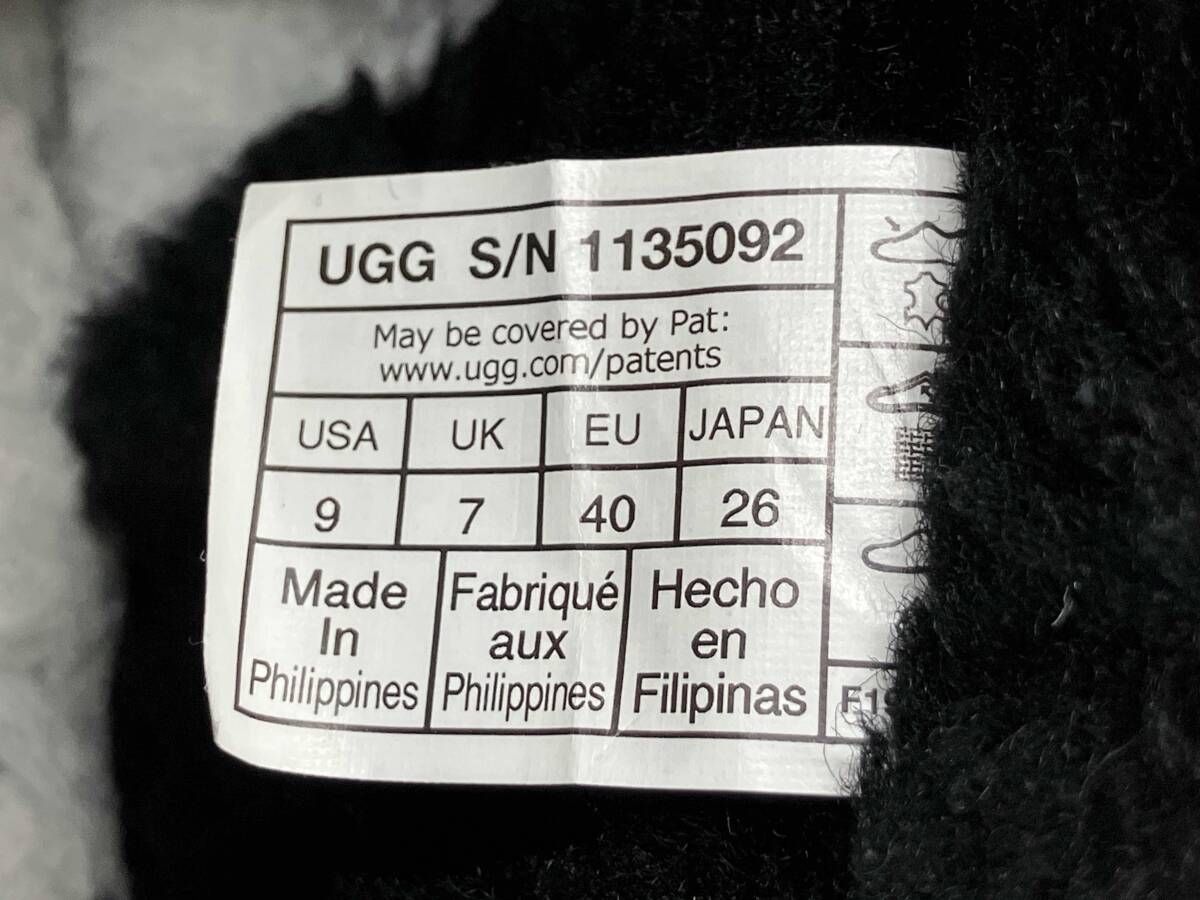 UGG S/N 1135092
May be covered by Pat:
www.ugg.com/patents
USA UK EU JAPAN
9 7 40 26
Made
In
Philippines
Fabriqué
aux
Philippines
Hecho
en
Filipinas